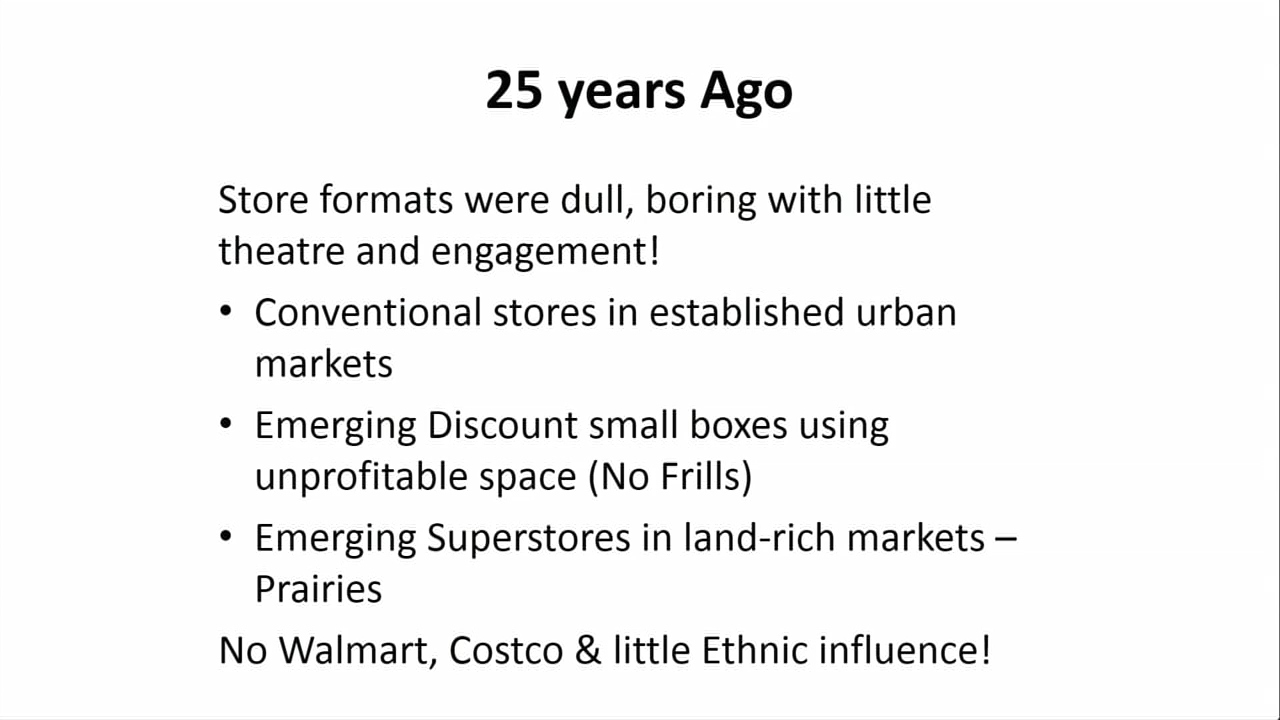 25 years Ago
Store formats were dull, boring with little
theatre and engagement!
• Conventional stores in established urban
markets
• Emerging Discount small boxes using
unprofitable space (No Frills)
• Emerging Superstores in land-rich markets –
Prairies
No Walmart, Costco & little Ethnic influence!